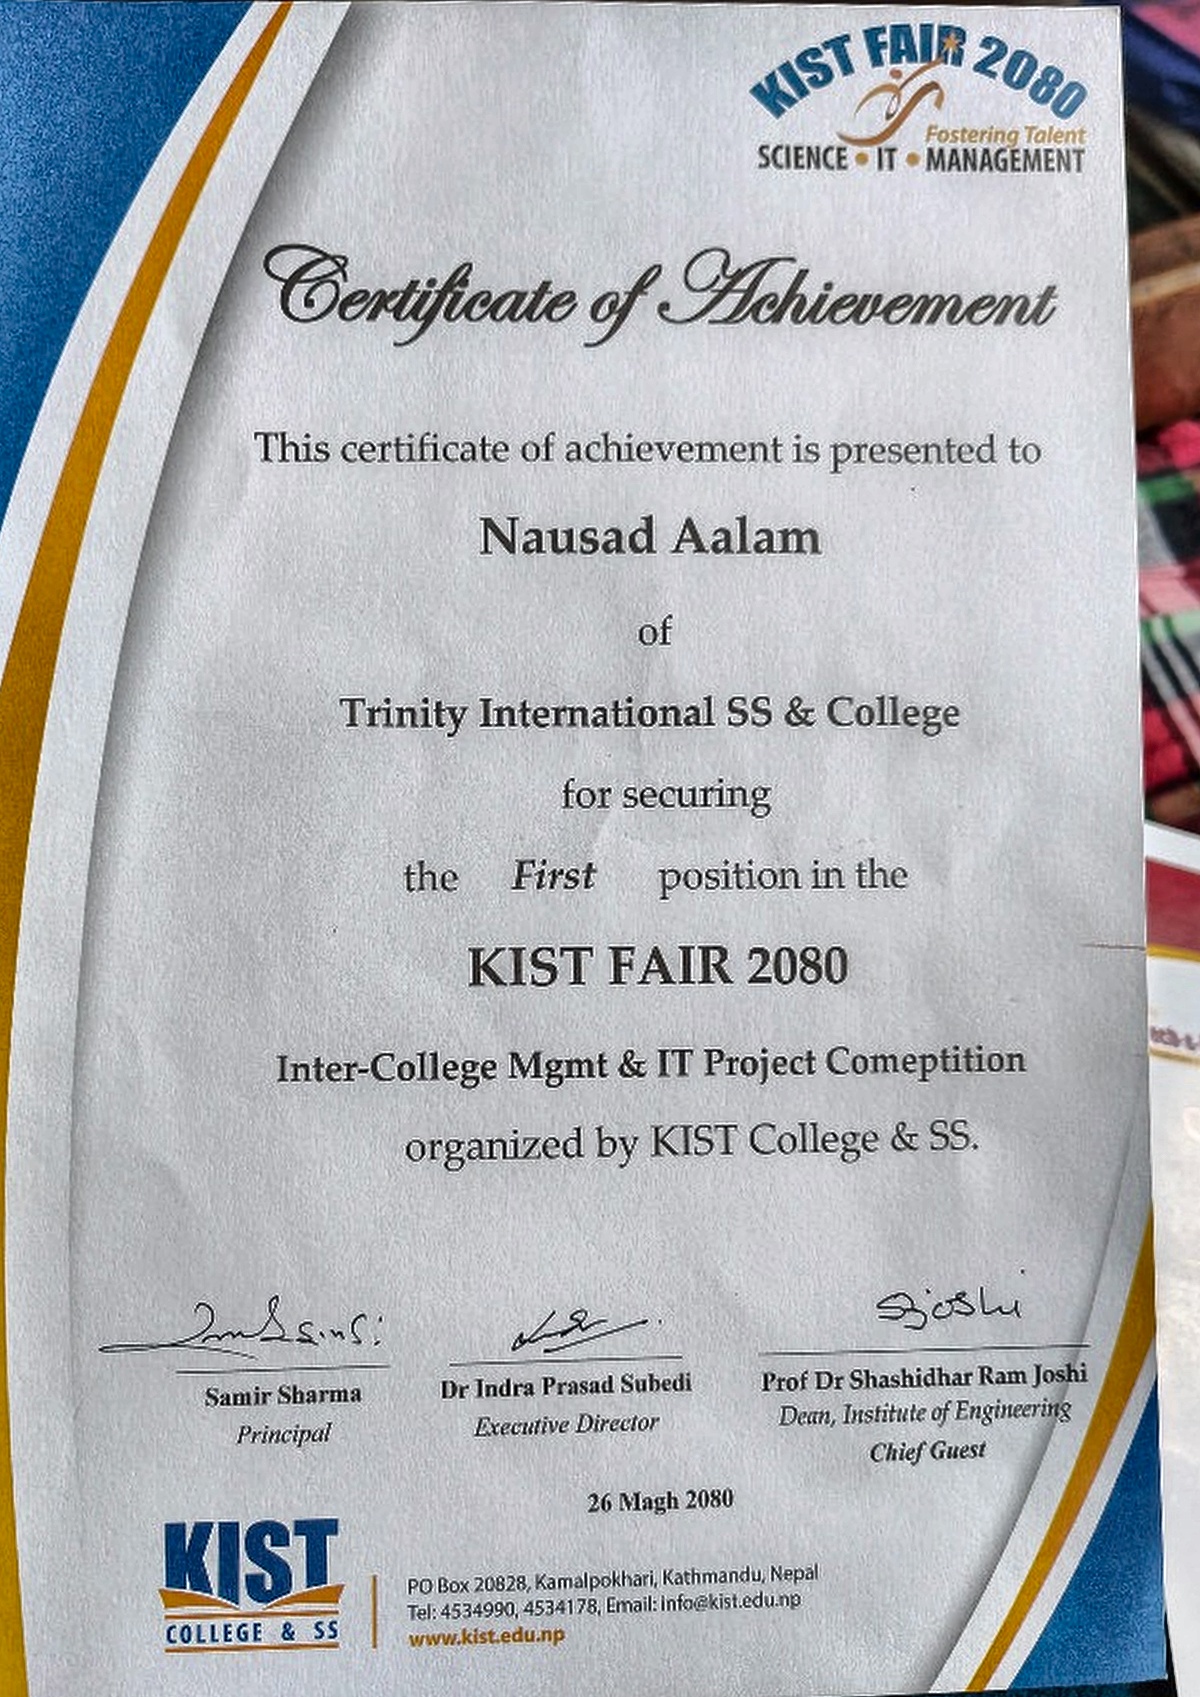 KIST FAIR 2080
Fostering Talent
SCIENCE • IT • MANAGEMENT
Certificate of Achievement
This certificate of achievement is presented to
Nausad Aalam
of
Trinity International SS & College
for securing
the First position in the
KIST FAIR 2080
Inter-College Mgmt & IT Project Comeptition
organized by KIST College & SS.
Sjoshi
Samir Sharma
Principal
Dr Indra Prasad Subedi
Executive Director
Prof Dr Shashidhar Ram Joshi
Dean, Institute of Engineering
Chief Guest
26 Magh 2080
KIST
COLLEGE & SS
PO Box 20828, Kamalpokhari, Kathmandu, Nepal
Tel: 4534990, 4534178, Email: info@kist.edu.np
www.kist.edu.np